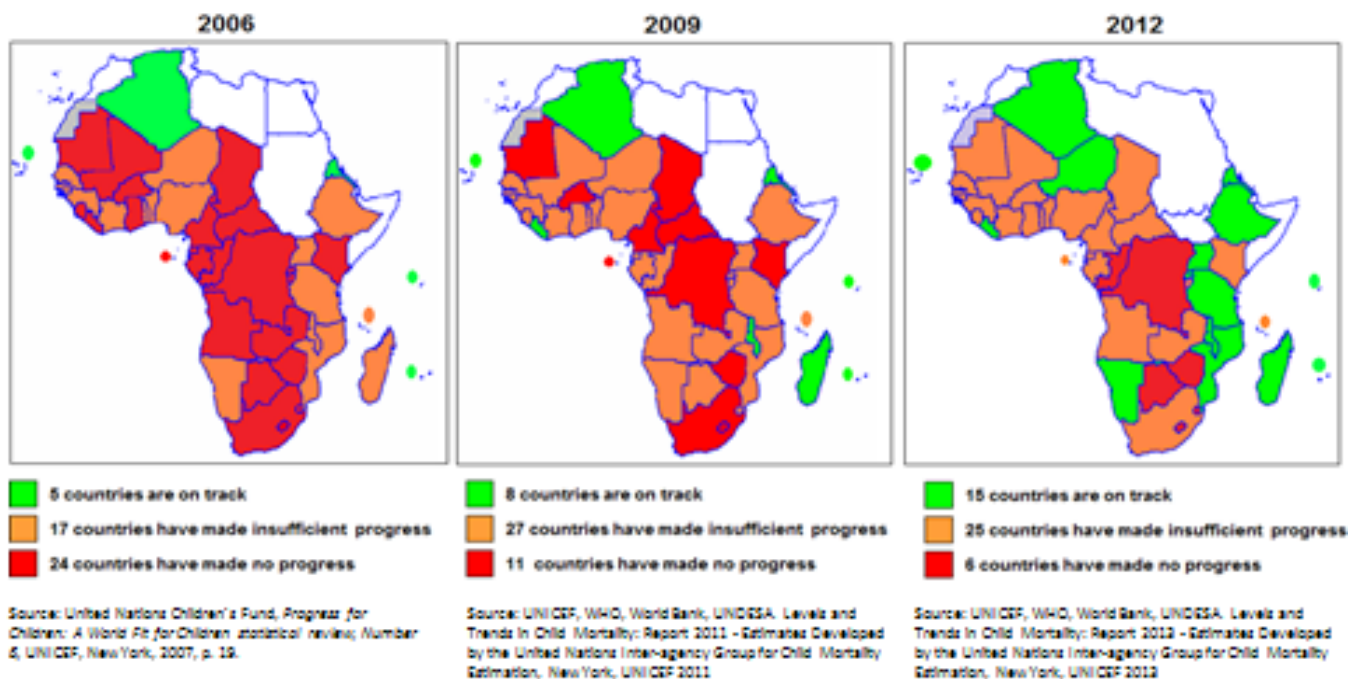 2006
2009
2012
5 countries are on track
17 countries have made insufficient progress
24 countries have made no progress
8 countries are on track
27 countries have made insufficient progress
11 countries have made no progress
15 countries are on track
25 countries have made insufficient progress
6 countries have made no progress
Source: United Nations Children's Fund, Progress for
Children: A World Fit for Children statistical review, Number
6, UNICEF, New York, 2007, p. 19.
Source: UNICEF, WHO, World Bank, UNDESA. Levels and
Trends in Child Mortality: Report 2011 - Estimates Developed
by the United Nations Inter-agency Group for Child Mortality
Estimation, New York, UNICEF 2011
Source: UNICEF, WHO, World Bank, UNDESA. Levels and
Trends in Child Mortality: Report 2013 - Estimates Developed
by the United Nations Inter-agency Group for Child Mortality
Estimation, New York, UNICEF 2013